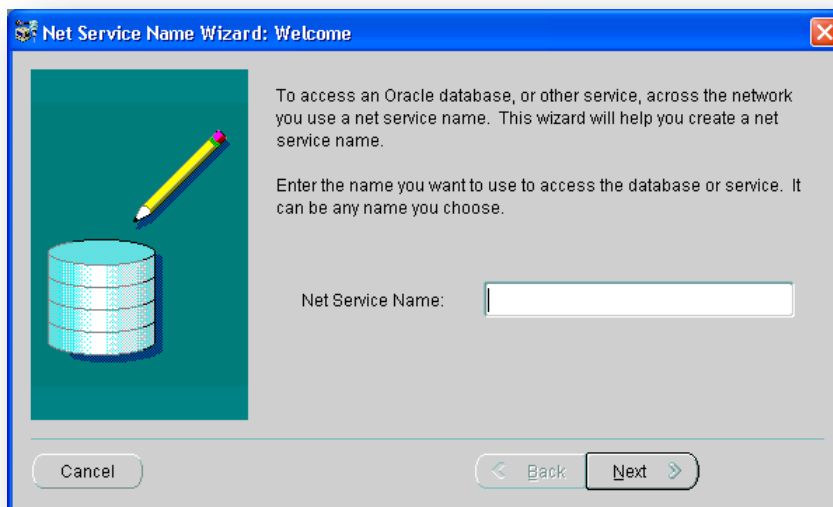 Net Service Name Wizard: Welcome
To access an Oracle database, or other service, across the network
you use a net service name. This wizard will help you create a net
service name.
Enter the name you want to use to access the database or service. It
can be any name you choose.
Net Service Name:
Cancel
Back
Next